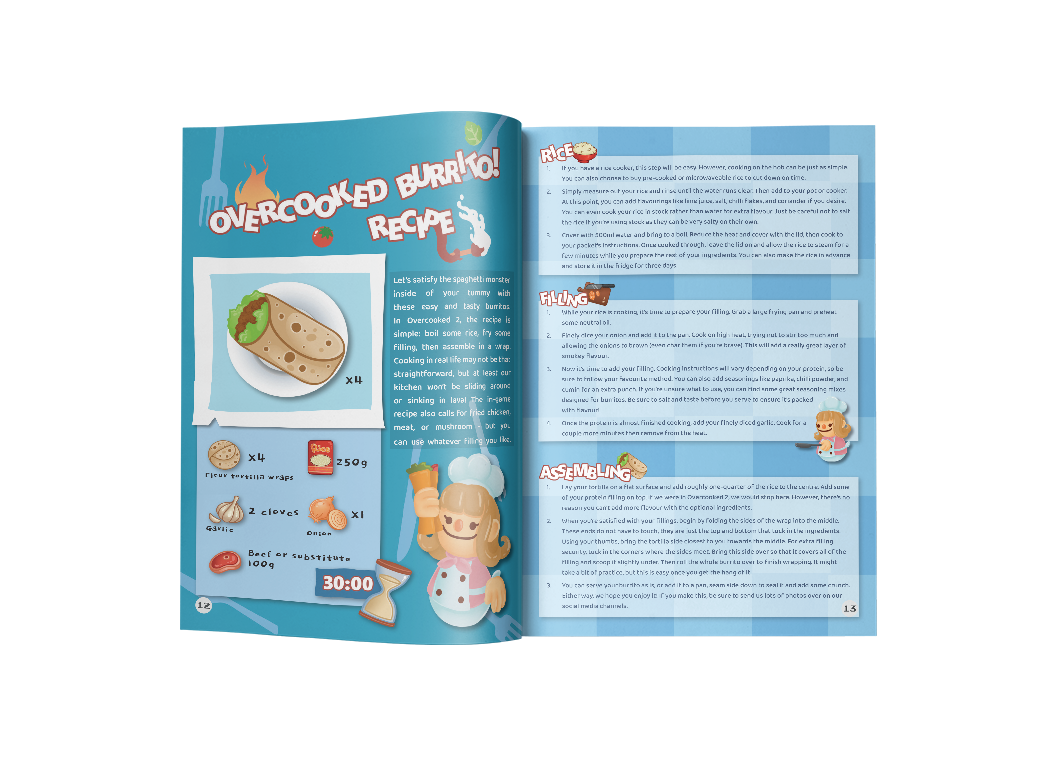 OVERCOOKED BURRITO!
RECIPE
x4
Let's satisfy the spaghetti monster
inside of your tummy with
these easy and tasty burritos.
In Overcooked 2, the recipe is
simple: boil some rice, fry some
filling, then assemble in a wrap.
Cooking in real life may not be that
straightforward, but at least our
kitchen won't be sliding around
or sinking in lava! The in-game
recipe also calls for fried chicken,
meat, or mushroom - but you
can use whatever filling you like.
x4
Flour tortilla wraps
Rice
250g
2 cloves
Garlic
x1
Onion
Beef or substitute
100g
30:00
12
RICE
1. If you have a rice cooker, this step will be easy. However, cooking on the hob can be just as simple.
You can also choose to buy pre-cooked or microwaveable rice to cut down on time.
2. Simply measure out your rice and rinse until the water runs clear. Then add to your pot or cooker.
At this point, you can add flavourings like lime juice, salt, chilli flakes, and coriander if you desire.
You can even cook your rice in stock rather than water for extra flavour. Just be careful not to salt
the rice if you're using stock as they can be very salty on their own.
3. Cover with 500ml water and bring to a boil. Reduce the heat and cover with the lid, then cook to
your packet's instructions. Once cooked through, leave the lid on and allow the rice to steam for a
few minutes while you prepare the rest of your ingredients. You can also make the rice in advance
and store it in the fridge for three days.
FILLING
1. While your rice is cooking, it's time to prepare your filling. Grab a large frying pan and preheat
some neutral oil.
2. Finely dice your onion and add it to the pan. Cook on high heat, trying not to stir too much and
allowing the onions to brown (even char them if you're brave). This will add a really great layer of
smokey flavour.
3. Now it's time to add your filling. Cooking instructions will vary depending on your protein, so be
sure to follow your favourite method. You can also add seasonings like paprika, chilli powder, and
cumin for an extra punch. If you're unsure what to use, you can find some great seasoning mixes
designed for burritos. Be sure to salt and taste before you serve to ensure it's packed
with flavour!
4. Once the protein is almost finished cooking, add your finely diced garlic. Cook for a
couple more minutes then remove from the heat.
ASSEMBLING
1. Lay your tortilla on a flat surface and add roughly one-quarter of the rice to the centre. Add some
of your protein filling on top. If we were in Overcooked 2, we would stop here. However, there's no
reason you can't add more flavour with the optional ingredients.
2. When you're satisfied with your fillings, begin by folding the sides of the wrap into the middle.
These ends do not have to touch, they are just the top and bottom that tuck in the ingredients.
Using your thumbs, bring the tortilla side closest to you towards the middle. For extra filling
security, tuck in the corners where the sides meet. Bring this side over so that it covers all of the
filling and scoop it slightly under. Then roll the whole burrito over to finish wrapping. It might
take a bit of practice, but this is easy once you get the hang of it.
3. You can serve your burrito as is, or add it to a pan, seam side down to seal it and add some crunch.
Either way, we hope you enjoy it. If you make this, be sure to send us lots of photos over on our
social media channels.
13